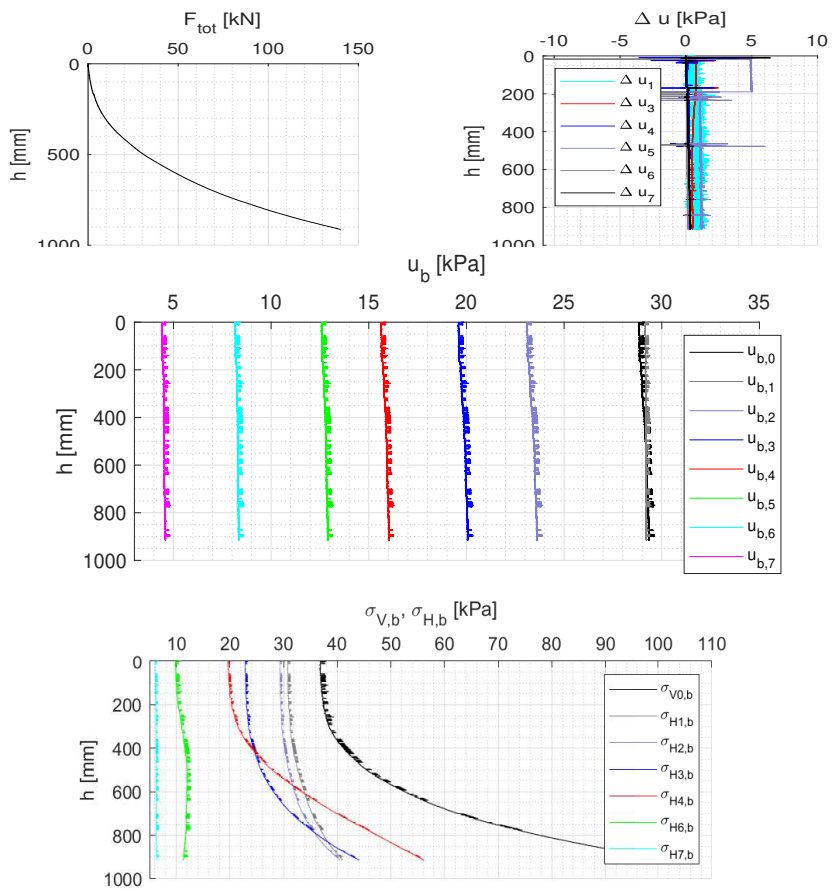 F_tot [kN]
0 50 100 150
0
500
1000
h [mm]
Δ u [kPa]
-10 -5 0 5 10
0
200
400
600
800
1000
h [mm]
Δ u_1
Δ u_3
Δ u_4
Δ u_5
Δ u_6
Δ u_7
u_b [kPa]
5 10 15 20 25 30 35
0
200
400
600
800
1000
h [mm]
u_b,0
u_b,1
u_b,2
u_b,3
u_b,4
u_b,5
u_b,6
u_b,7
σ_V,b, σ_H,b [kPa]
10 20 30 40 50 60 70 80 90 100 110
0
200
400
600
800
1000
h [mm]
σ_V0,b
σ_H1,b
σ_H2,b
σ_H3,b
σ_H4,b
σ_H6,b
σ_H7,b